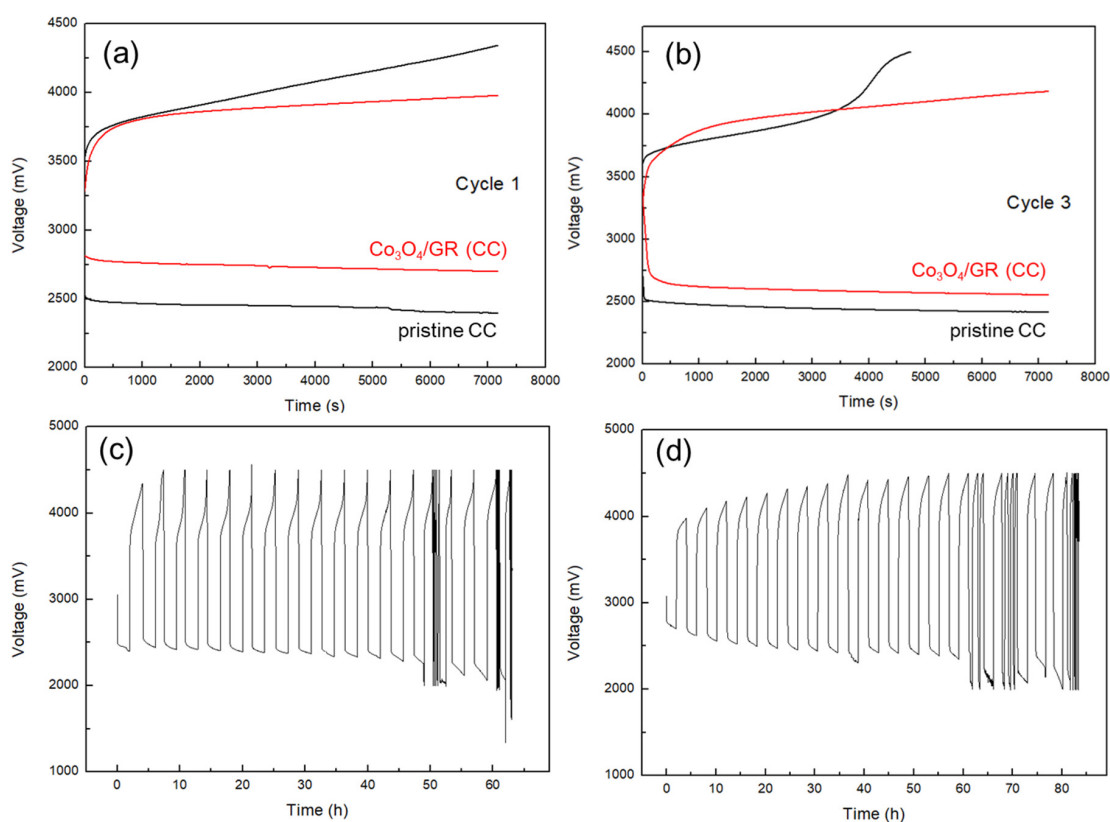 (a)
4500
4000
3500
3000
2500
2000
Voltage (mV)
Cycle 1
Co₃O₄/GR (CC)
pristine CC
0 1000 2000 3000 4000 5000 6000 7000 8000
Time (s)
(b)
4500
4000
3500
3000
2500
2000
Voltage (mV)
Cycle 3
Co₃O₄/GR (CC)
pristine CC
0 1000 2000 3000 4000 5000 6000 7000 8000
Time (s)
(c)
5000
4000
3000
2000
1000
Voltage (mV)
0 10 20 30 40 50 60
Time (h)
(d)
5000
4000
3000
2000
1000
Voltage (mV)
0 10 20 30 40 50 60 70 80
Time (h)